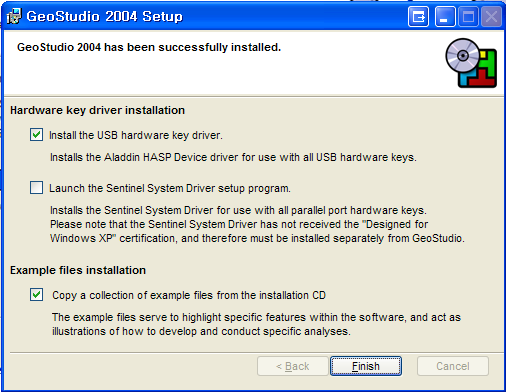 GeoStudio 2004 Setup
GeoStudio 2004 has been successfully installed.
Hardware key driver installation
Install the USB hardware key driver.
Installs the Aladdin HASP Device driver for use with all USB hardware keys.
Launch the Sentinel System Driver setup program.
Installs the Sentinel System Driver for use with all parallel port hardware keys.
Please note that the Sentinel System Driver has not received the "Designed for
Windows XP" certification, and therefore must be installed separately from GeoStudio.
Example files installation
Copy a collection of example files from the installation CD
The example files serve to highlight specific features within the software, and act as
illustrations of how to develop and conduct specific analyses.
< Back Finish Cancel